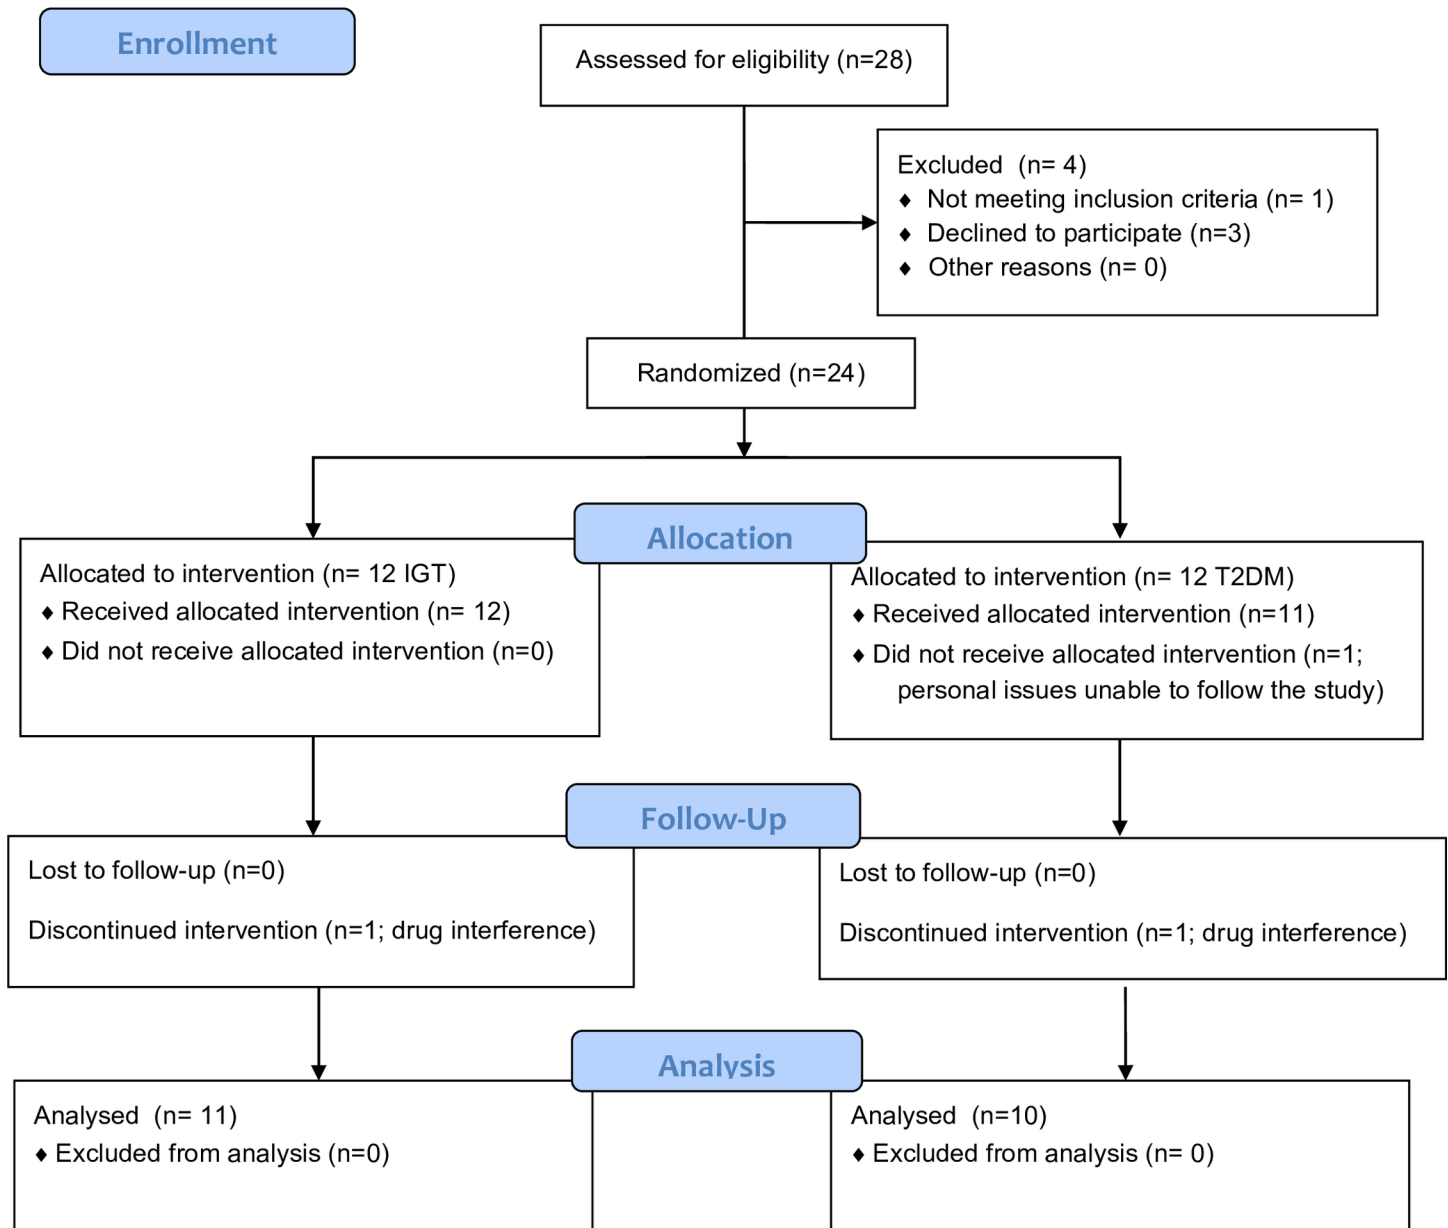 Enrollment
Assessed for eligibility (n=28)
Excluded (n= 4)
♦ Not meeting inclusion criteria (n= 1)
♦ Declined to participate (n=3)
♦ Other reasons (n= 0)
Randomized (n=24)
Allocation
Allocated to intervention (n= 12 IGT)
♦ Received allocated intervention (n= 12)
♦ Did not receive allocated intervention (n=0)
Allocated to intervention (n= 12 T2DM)
♦ Received allocated intervention (n=11)
♦ Did not receive allocated intervention (n=1;
personal issues unable to follow the study)
Follow-Up
Lost to follow-up (n=0)
Discontinued intervention (n=1; drug interference)
Lost to follow-up (n=0)
Discontinued intervention (n=1; drug interference)
Analysis
Analysed (n= 11)
♦ Excluded from analysis (n=0)
Analysed (n=10)
♦ Excluded from analysis (n= 0)